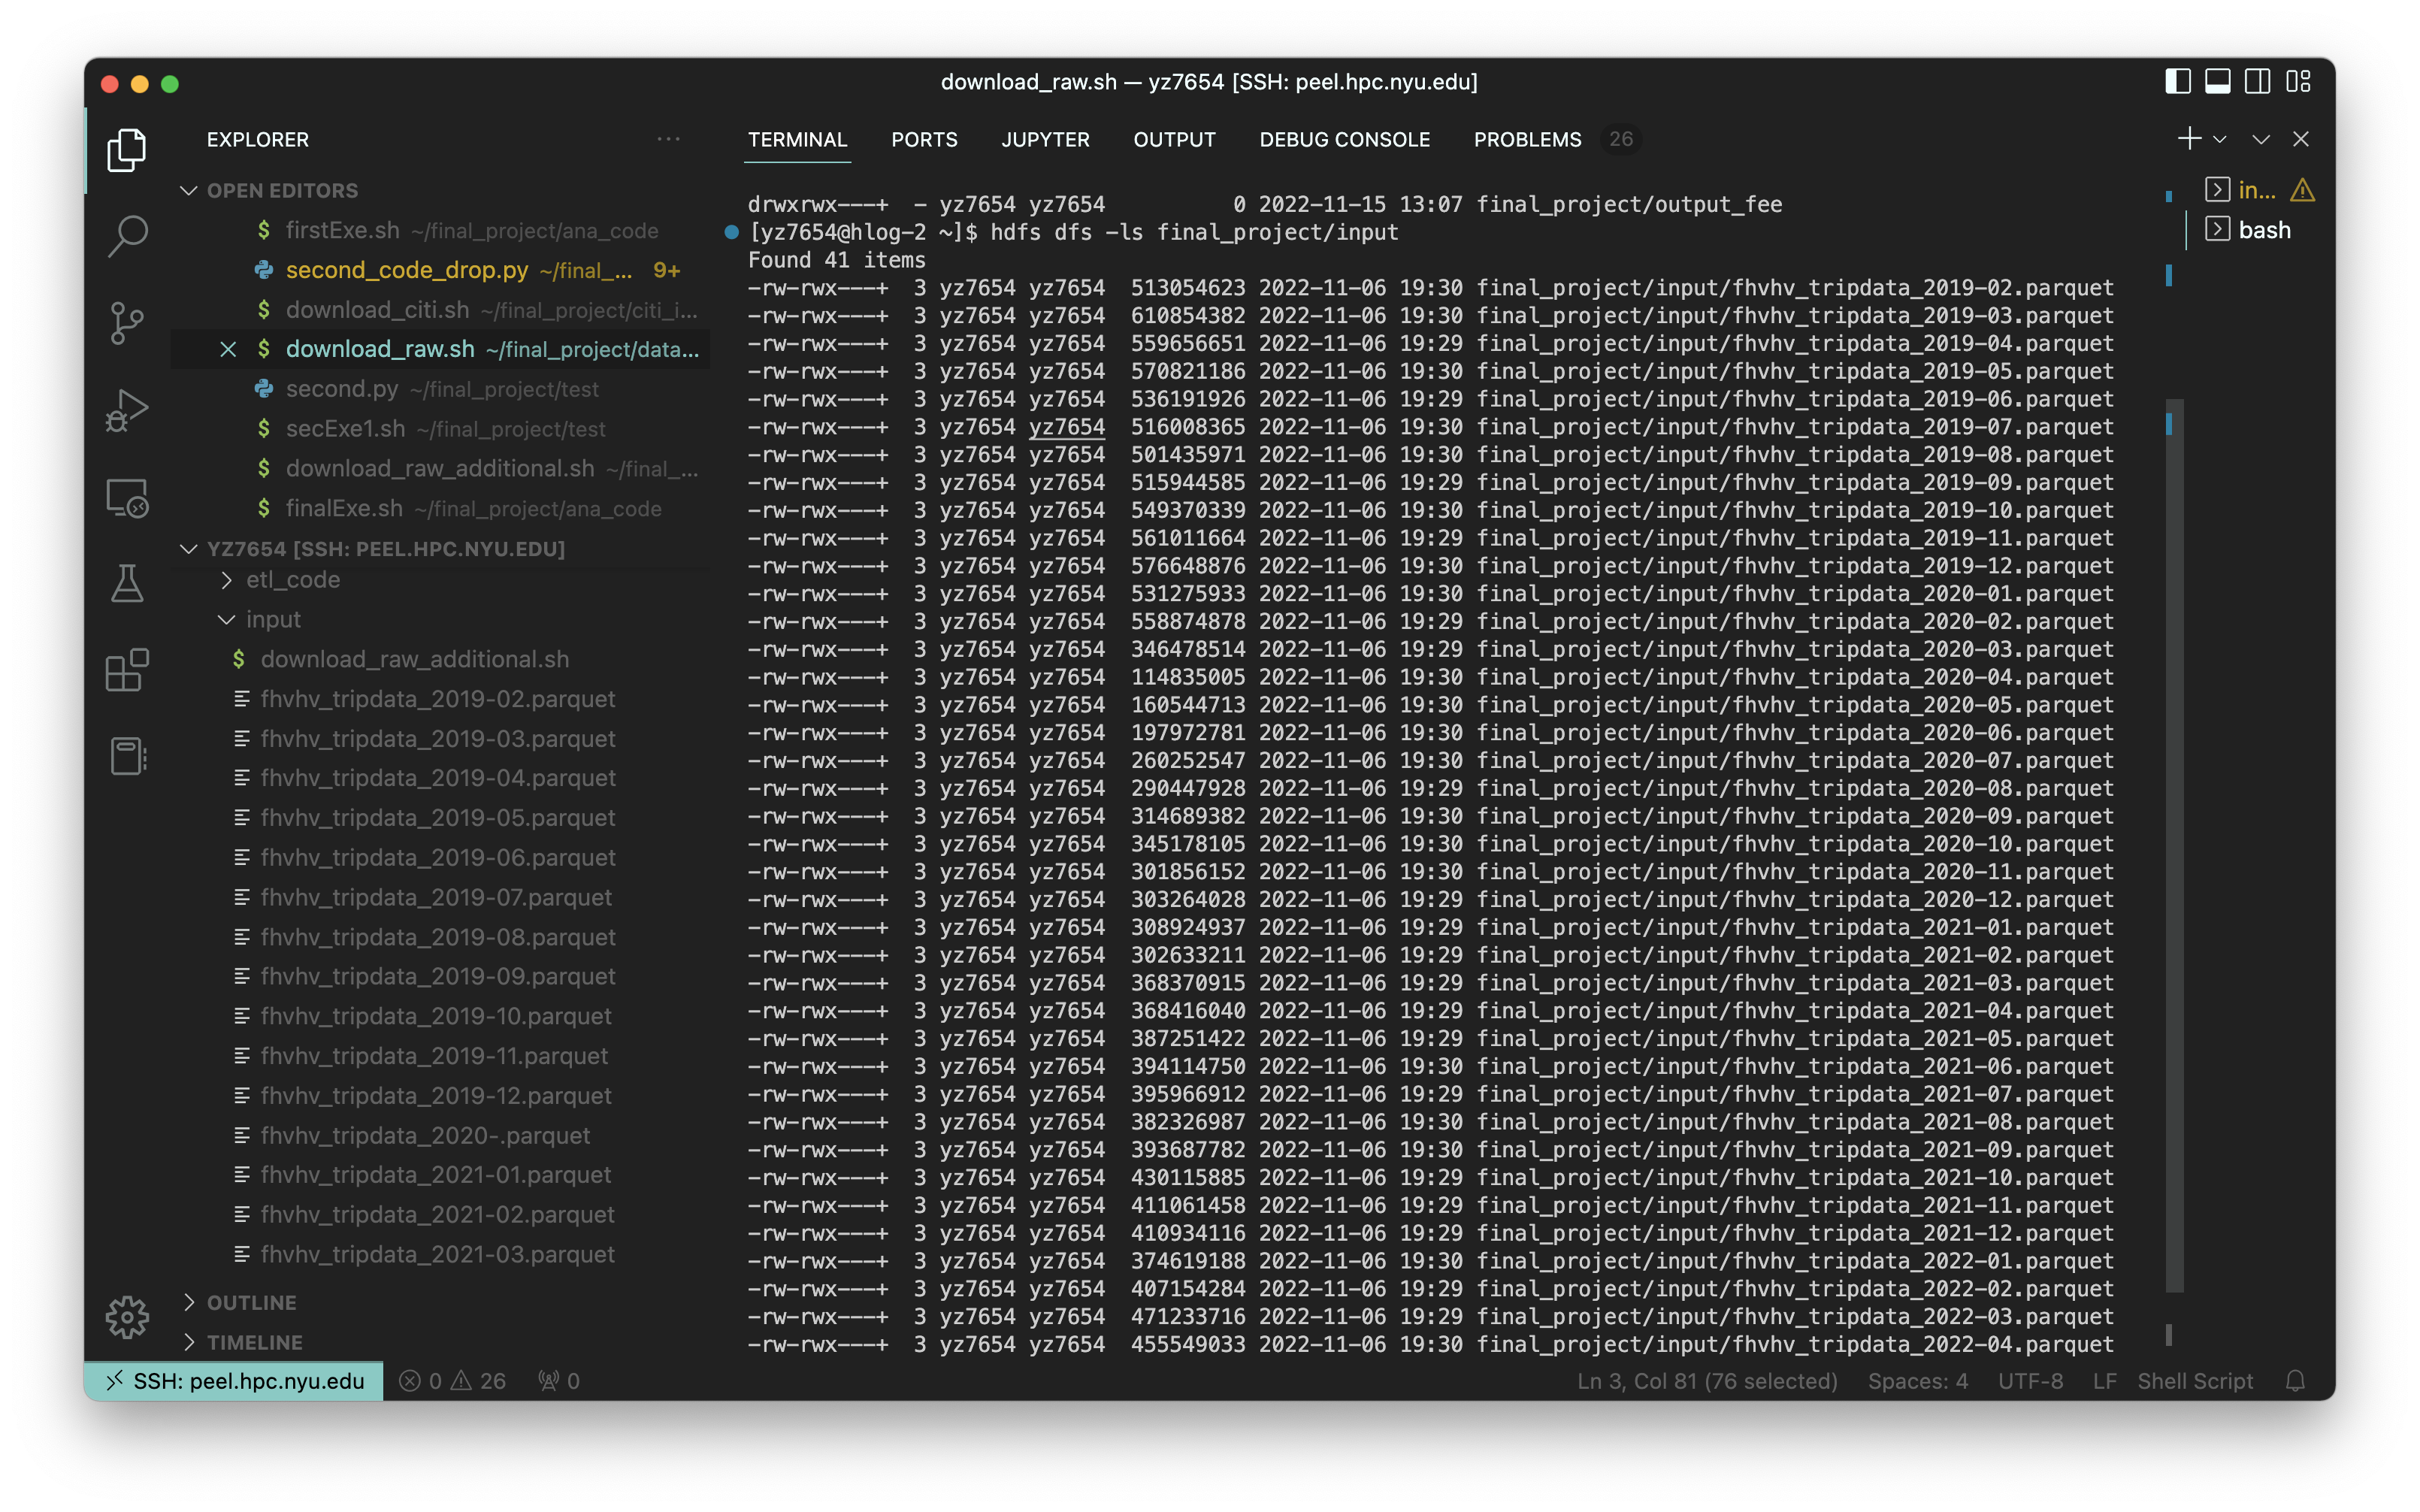 download_raw.sh — yz7654 [SSH: peel.hpc.nyu.edu]
EXPLORER
OPEN EDITORS
$ firstExe.sh ~/final_project/ana_code
second_code_drop.py ~/final_... 9+
$ download_citi.sh ~/final_project/citi_i...
$ download_raw.sh ~/final_project/data...
second.py ~/final_project/test
$ secExe1.sh ~/final_project/test
$ download_raw_additional.sh ~/final_...
$ finalExe.sh ~/final_project/ana_code
YZ7654 [SSH: PEEL.HPC.NYU.EDU]
etl_code
input
$ download_raw_additional.sh
fhvhv_tripdata_2019-02.parquet
fhvhv_tripdata_2019-03.parquet
fhvhv_tripdata_2019-04.parquet
fhvhv_tripdata_2019-05.parquet
fhvhv_tripdata_2019-06.parquet
fhvhv_tripdata_2019-07.parquet
fhvhv_tripdata_2019-08.parquet
fhvhv_tripdata_2019-09.parquet
fhvhv_tripdata_2019-10.parquet
fhvhv_tripdata_2019-11.parquet
fhvhv_tripdata_2019-12.parquet
fhvhv_tripdata_2020-.parquet
fhvhv_tripdata_2021-01.parquet
fhvhv_tripdata_2021-02.parquet
fhvhv_tripdata_2021-03.parquet
OUTLINE
TIMELINE
TERMINAL PORTS JUPYTER OUTPUT DEBUG CONSOLE PROBLEMS 26
drwxrwx---+ - yz7654 yz7654 0 2022-11-15 13:07 final_project/output_fee
[yz7654@hlog-2 ~]$ hdfs dfs -ls final_project/input
Found 41 items
-rw-rwx---+ 3 yz7654 yz7654 513054623 2022-11-06 19:30 final_project/input/fhvhv_tripdata_2019-02.parquet
-rw-rwx---+ 3 yz7654 yz7654 610854382 2022-11-06 19:30 final_project/input/fhvhv_tripdata_2019-03.parquet
-rw-rwx---+ 3 yz7654 yz7654 559656651 2022-11-06 19:29 final_project/input/fhvhv_tripdata_2019-04.parquet
-rw-rwx---+ 3 yz7654 yz7654 570821186 2022-11-06 19:30 final_project/input/fhvhv_tripdata_2019-05.parquet
-rw-rwx---+ 3 yz7654 yz7654 536191926 2022-11-06 19:29 final_project/input/fhvhv_tripdata_2019-06.parquet
-rw-rwx---+ 3 yz7654 yz7654 516008365 2022-11-06 19:30 final_project/input/fhvhv_tripdata_2019-07.parquet
-rw-rwx---+ 3 yz7654 yz7654 501435971 2022-11-06 19:30 final_project/input/fhvhv_tripdata_2019-08.parquet
-rw-rwx---+ 3 yz7654 yz7654 515944585 2022-11-06 19:29 final_project/input/fhvhv_tripdata_2019-09.parquet
-rw-rwx---+ 3 yz7654 yz7654 549370339 2022-11-06 19:30 final_project/input/fhvhv_tripdata_2019-10.parquet
-rw-rwx---+ 3 yz7654 yz7654 561011664 2022-11-06 19:29 final_project/input/fhvhv_tripdata_2019-11.parquet
-rw-rwx---+ 3 yz7654 yz7654 576648876 2022-11-06 19:30 final_project/input/fhvhv_tripdata_2019-12.parquet
-rw-rwx---+ 3 yz7654 yz7654 531275933 2022-11-06 19:29 final_project/input/fhvhv_tripdata_2020-01.parquet
-rw-rwx---+ 3 yz7654 yz7654 558874878 2022-11-06 19:29 final_project/input/fhvhv_tripdata_2020-02.parquet
-rw-rwx---+ 3 yz7654 yz7654 346478514 2022-11-06 19:29 final_project/input/fhvhv_tripdata_2020-03.parquet
-rw-rwx---+ 3 yz7654 yz7654 114835005 2022-11-06 19:30 final_project/input/fhvhv_tripdata_2020-04.parquet
-rw-rwx---+ 3 yz7654 yz7654 160544713 2022-11-06 19:30 final_project/input/fhvhv_tripdata_2020-05.parquet
-rw-rwx---+ 3 yz7654 yz7654 197972781 2022-11-06 19:30 final_project/input/fhvhv_tripdata_2020-06.parquet
-rw-rwx---+ 3 yz7654 yz7654 260252547 2022-11-06 19:30 final_project/input/fhvhv_tripdata_2020-07.parquet
-rw-rwx---+ 3 yz7654 yz7654 290447928 2022-11-06 19:29 final_project/input/fhvhv_tripdata_2020-08.parquet
-rw-rwx---+ 3 yz7654 yz7654 314689382 2022-11-06 19:30 final_project/input/fhvhv_tripdata_2020-09.parquet
-rw-rwx---+ 3 yz7654 yz7654 345178105 2022-11-06 19:30 final_project/input/fhvhv_tripdata_2020-10.parquet
-rw-rwx---+ 3 yz7654 yz7654 301856152 2022-11-06 19:30 final_project/input/fhvhv_tripdata_2020-11.parquet
-rw-rwx---+ 3 yz7654 yz7654 303264028 2022-11-06 19:29 final_project/input/fhvhv_tripdata_2020-12.parquet
-rw-rwx---+ 3 yz7654 yz7654 308924937 2022-11-06 19:29 final_project/input/fhvhv_tripdata_2021-01.parquet
-rw-rwx---+ 3 yz7654 yz7654 302633211 2022-11-06 19:29 final_project/input/fhvhv_tripdata_2021-02.parquet
-rw-rwx---+ 3 yz7654 yz7654 368370915 2022-11-06 19:29 final_project/input/fhvhv_tripdata_2021-03.parquet
-rw-rwx---+ 3 yz7654 yz7654 368416040 2022-11-06 19:29 final_project/input/fhvhv_tripdata_2021-04.parquet
-rw-rwx---+ 3 yz7654 yz7654 387251422 2022-11-06 19:29 final_project/input/fhvhv_tripdata_2021-05.parquet
-rw-rwx---+ 3 yz7654 yz7654 394114750 2022-11-06 19:30 final_project/input/fhvhv_tripdata_2021-06.parquet
-rw-rwx---+ 3 yz7654 yz7654 395966912 2022-11-06 19:29 final_project/input/fhvhv_tripdata_2021-07.parquet
-rw-rwx---+ 3 yz7654 yz7654 382326987 2022-11-06 19:30 final_project/input/fhvhv_tripdata_2021-08.parquet
-rw-rwx---+ 3 yz7654 yz7654 393687782 2022-11-06 19:30 final_project/input/fhvhv_tripdata_2021-09.parquet
-rw-rwx---+ 3 yz7654 yz7654 430115885 2022-11-06 19:29 final_project/input/fhvhv_tripdata_2021-10.parquet
-rw-rwx---+ 3 yz7654 yz7654 411061458 2022-11-06 19:29 final_project/input/fhvhv_tripdata_2021-11.parquet
-rw-rwx---+ 3 yz7654 yz7654 410934116 2022-11-06 19:29 final_project/input/fhvhv_tripdata_2021-12.parquet
-rw-rwx---+ 3 yz7654 yz7654 374619188 2022-11-06 19:30 final_project/input/fhvhv_tripdata_2022-01.parquet
-rw-rwx---+ 3 yz7654 yz7654 407154284 2022-11-06 19:29 final_project/input/fhvhv_tripdata_2022-02.parquet
-rw-rwx---+ 3 yz7654 yz7654 471233716 2022-11-06 19:29 final_project/input/fhvhv_tripdata_2022-03.parquet
-rw-rwx---+ 3 yz7654 yz7654 455549033 2022-11-06 19:30 final_project/input/fhvhv_tripdata_2022-04.parquet
in...
bash
SSH: peel.hpc.nyu.edu 0 26 0
Ln 3, Col 81 (76 selected) Spaces: 4 UTF-8 LF Shell Script